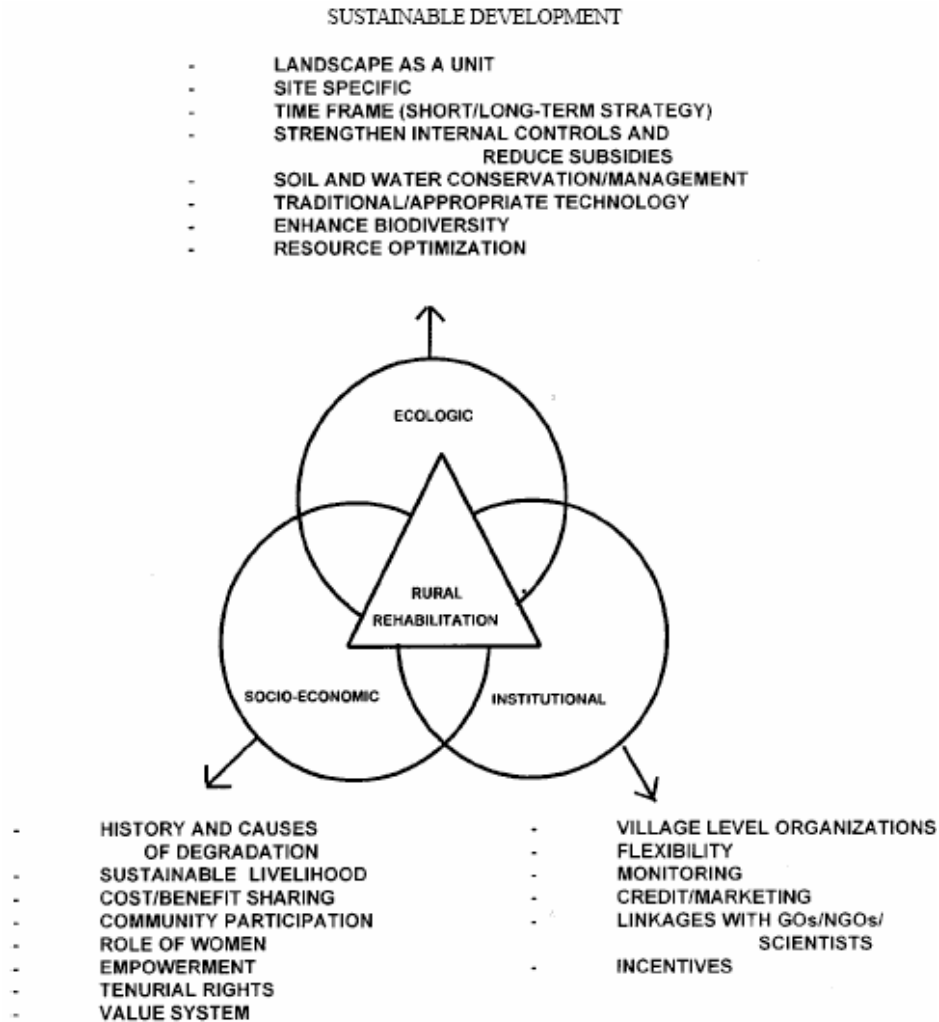 SUSTAINABLE DEVELOPMENT
- LANDSCAPE AS A UNIT
- SITE SPECIFIC
- TIME FRAME (SHORT/LONG-TERM STRATEGY)
- STRENGTHEN INTERNAL CONTROLS AND
REDUCE SUBSIDIES
- SOIL AND WATER CONSERVATION/MANAGEMENT
- TRADITIONAL/APPROPRIATE TECHNOLOGY
- ENHANCE BIODIVERSITY
- RESOURCE OPTIMIZATION
ECOLOGIC
RURAL
REHABILITATION
SOCIO-ECONOMIC
INSTITUTIONAL
- HISTORY AND CAUSES
OF DEGRADATION
- SUSTAINABLE LIVELIHOOD
- COST/BENEFIT SHARING
- COMMUNITY PARTICIPATION
- ROLE OF WOMEN
- EMPOWERMENT
- TENURIAL RIGHTS
- VALUE SYSTEM
- VILLAGE LEVEL ORGANIZATIONS
- FLEXIBILITY
- MONITORING
- CREDIT/MARKETING
- LINKAGES WITH GOs/NGOs/
SCIENTISTS
- INCENTIVES